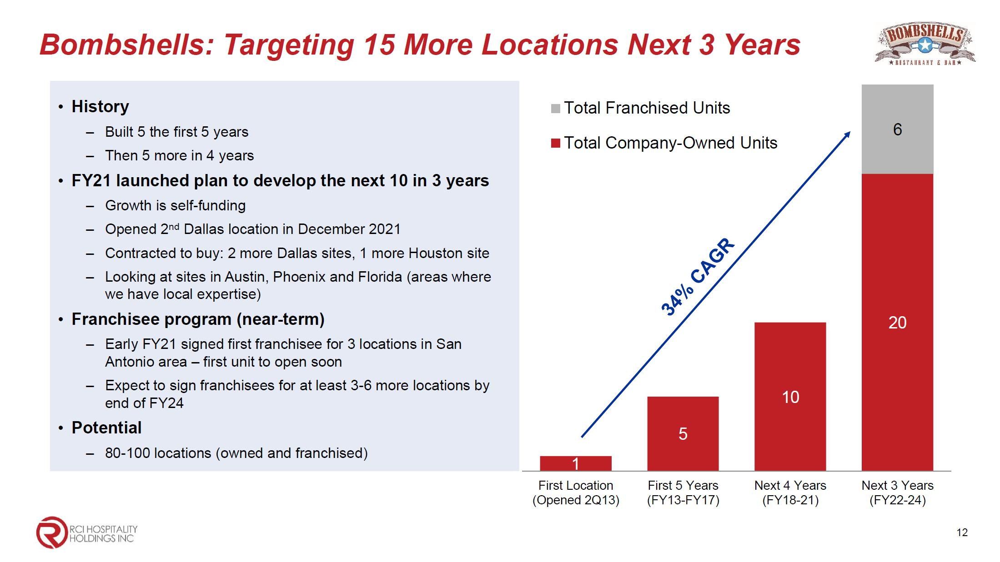 Bombshells: Targeting 15 More Locations Next 3 Years
BOMBSHELLS
★ RESTAURANT & BAR ★
• History
– Built 5 the first 5 years
– Then 5 more in 4 years
• FY21 launched plan to develop the next 10 in 3 years
– Growth is self-funding
– Opened 2nd Dallas location in December 2021
– Contracted to buy: 2 more Dallas sites, 1 more Houston site
– Looking at sites in Austin, Phoenix and Florida (areas where
we have local expertise)
• Franchisee program (near-term)
– Early FY21 signed first franchisee for 3 locations in San
Antonio area – first unit to open soon
– Expect to sign franchisees for at least 3-6 more locations by
end of FY24
• Potential
– 80-100 locations (owned and franchised)
Total Franchised Units
Total Company-Owned Units
34% CAGR
1
5
10
20
6
First Location
(Opened 2Q13)
First 5 Years
(FY13-FY17)
Next 4 Years
(FY18-21)
Next 3 Years
(FY22-24)
RCI HOSPITALITY
HOLDINGS INC
12